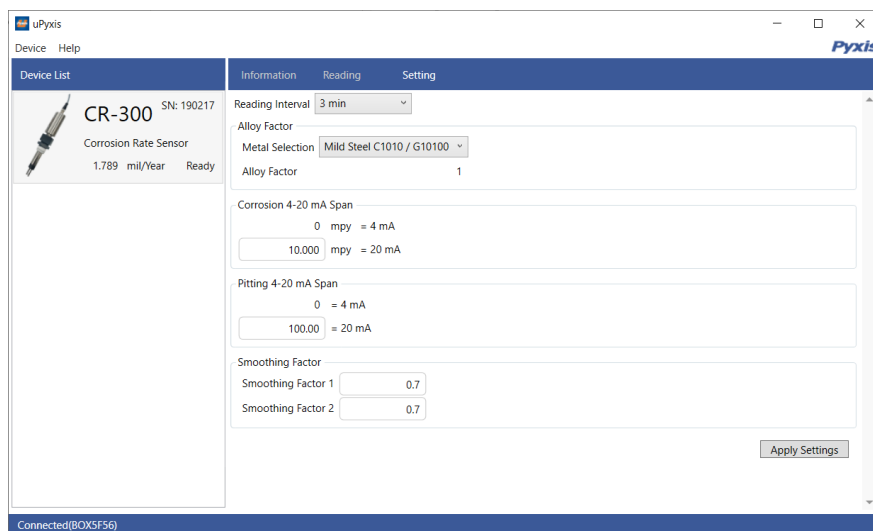 uPyxis
Device Help
Pyxis
Device List
Information Reading Setting
CR-300 SN: 190217
Corrosion Rate Sensor
1.789 mil/Year Ready
Reading Interval 3 min
Alloy Factor
Metal Selection Mild Steel C1010 / G10100
Alloy Factor 1
Corrosion 4-20 mA Span
0 mpy = 4 mA
10.000 mpy = 20 mA
Pitting 4-20 mA Span
0 = 4 mA
100.00 = 20 mA
Smoothing Factor
Smoothing Factor 1 0.7
Smoothing Factor 2 0.7
Apply Settings
Connected(BOX5F56)